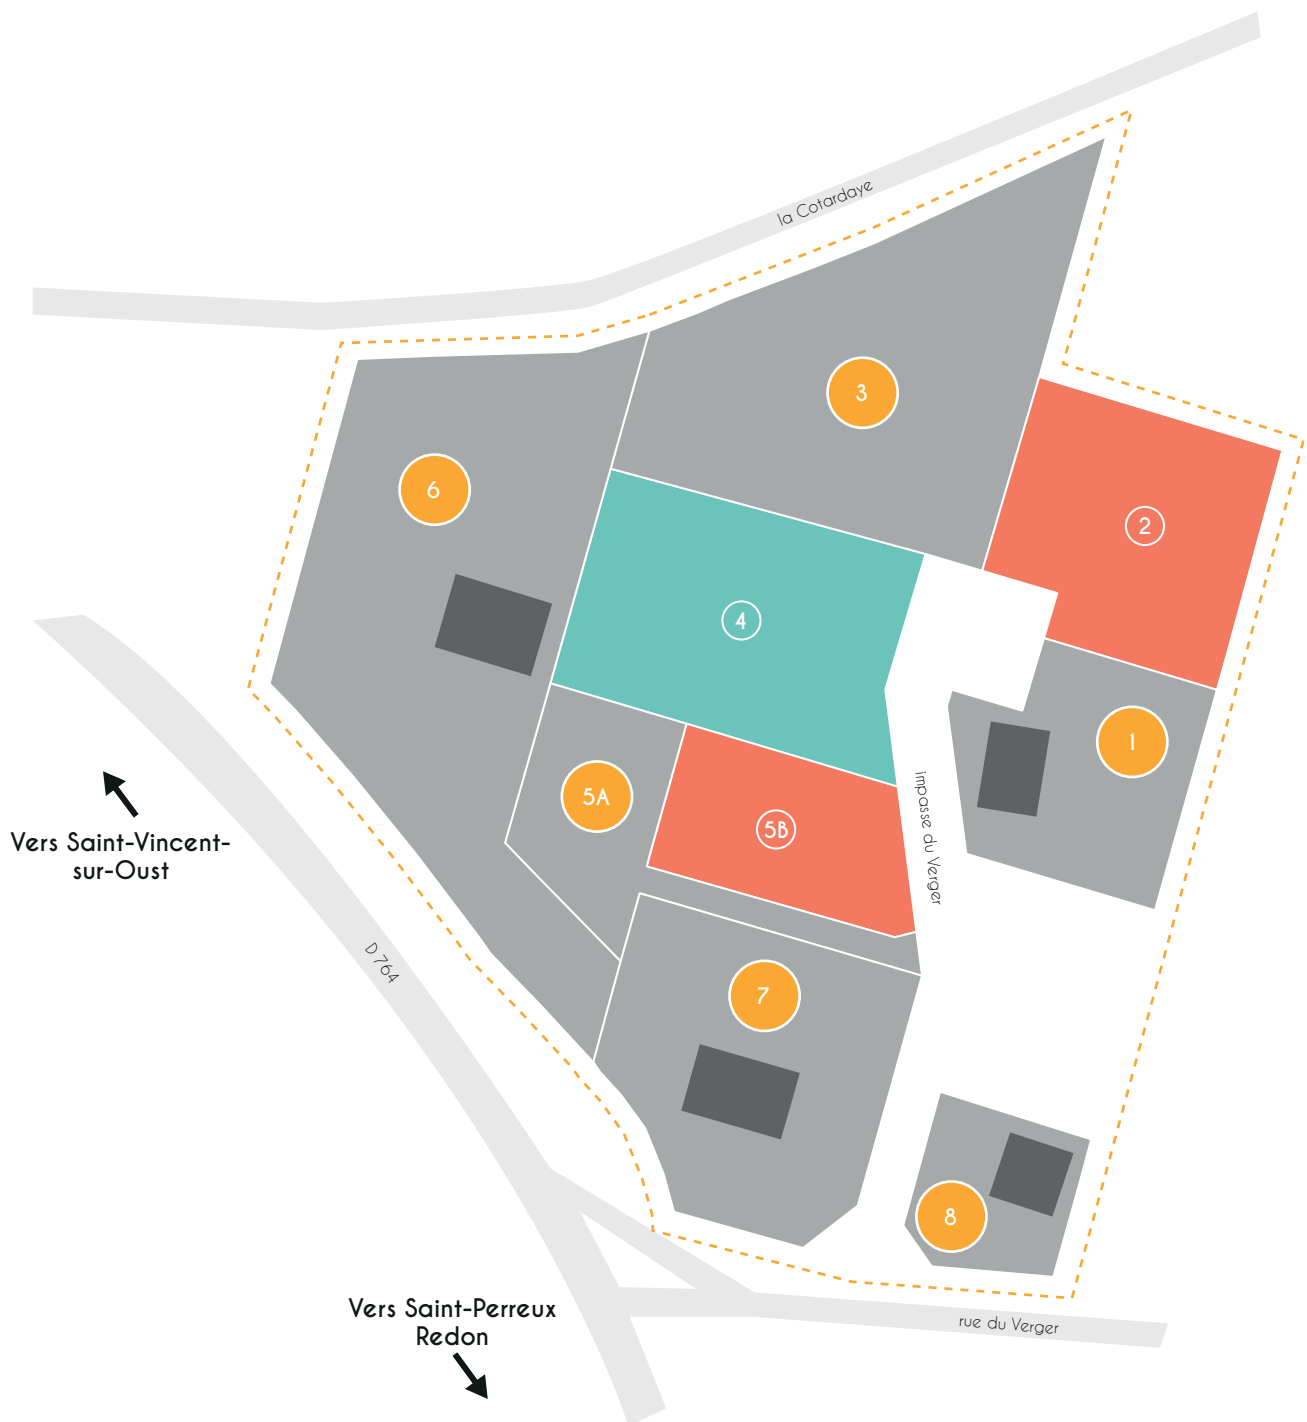 la Cotardaye
3
6
2
4
1
impasse du Verger
5A
5B
Vers Saint-Vincent-
sur-Oust
D 764
7
8
Vers Saint-Perreux
Redon
rue du Verger